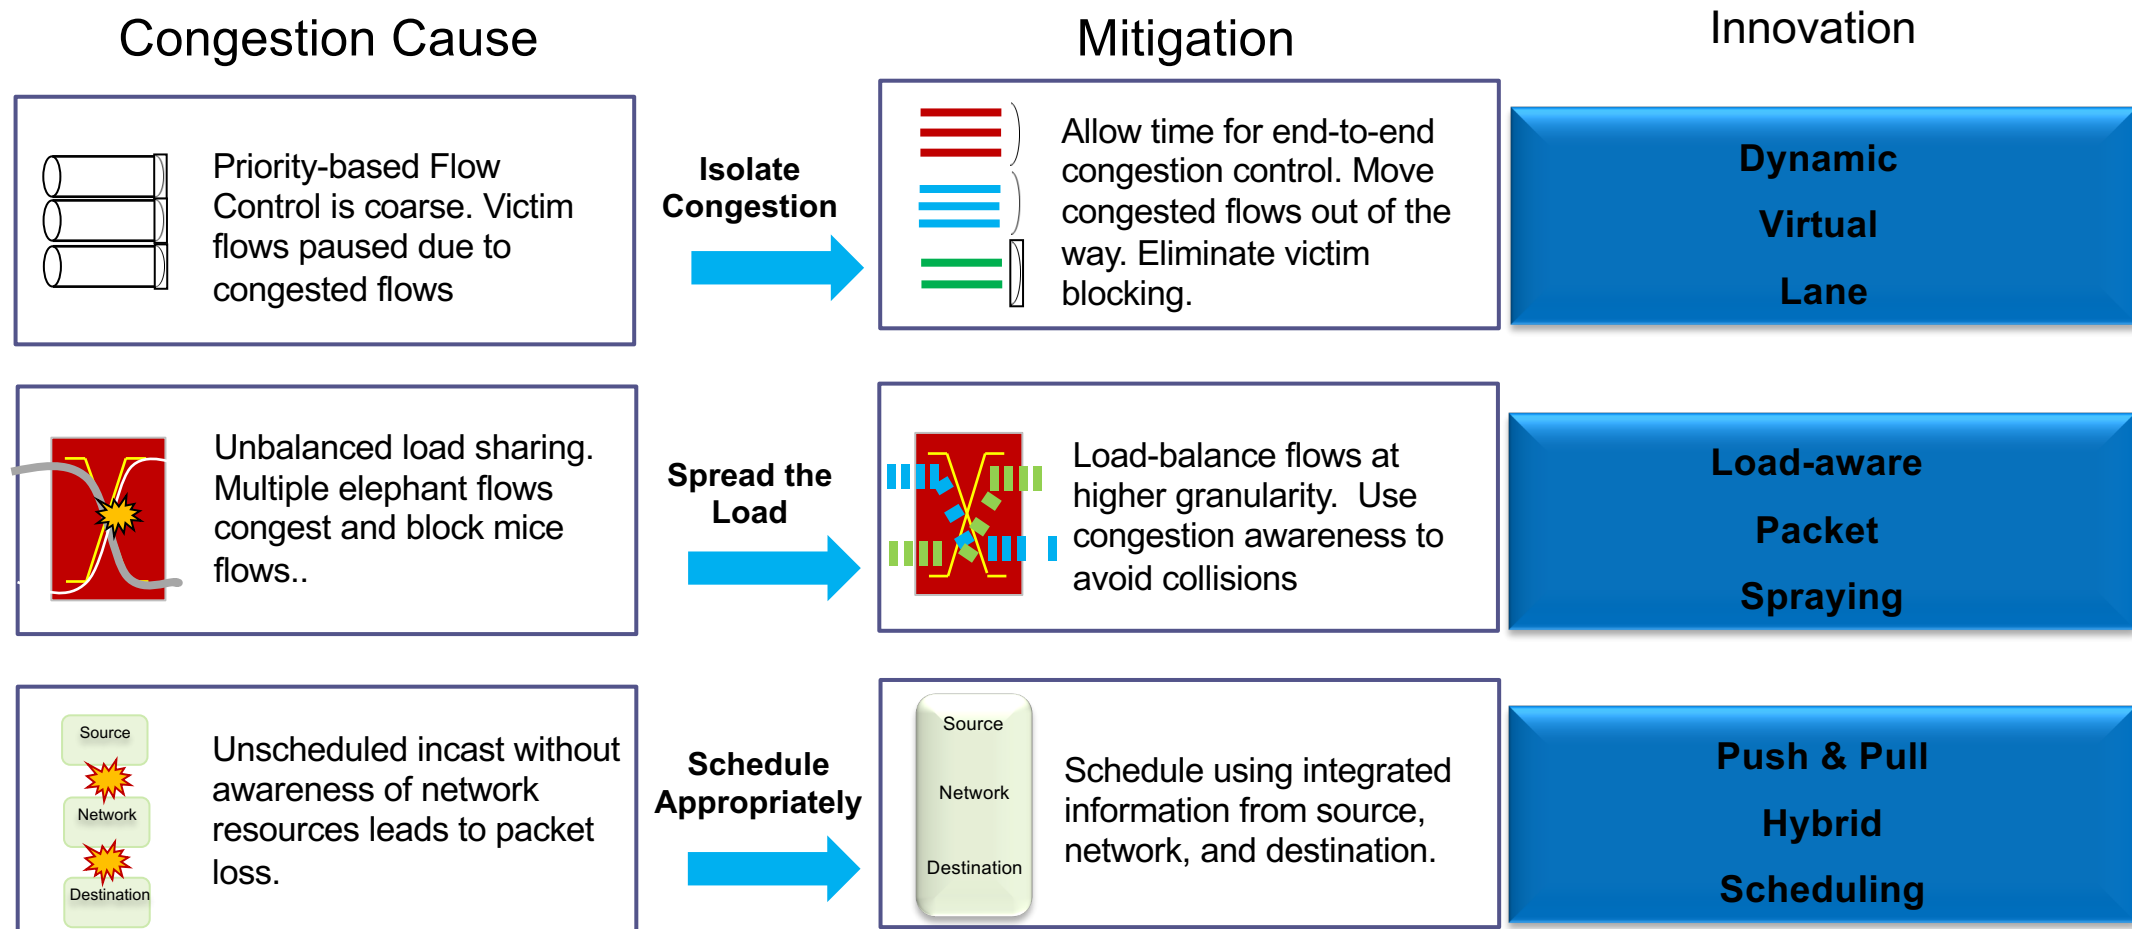 Congestion Cause
Mitigation
Innovation
Priority-based Flow
Control is coarse. Victim
flows paused due to
congested flows
Isolate
Congestion
Allow time for end-to-end
congestion control. Move
congested flows out of the
way. Eliminate victim
blocking.
Dynamic
Virtual
Lane
Unbalanced load sharing.
Multiple elephant flows
congest and block mice
flows..
Spread the
Load
Load-balance flows at
higher granularity.  Use
congestion awareness to
avoid collisions
Load-aware
Packet
Spraying
Source
Network
Destination
Unscheduled incast without
awareness of network
resources leads to packet
loss.
Schedule
Appropriately
Source
Network
Destination
Schedule using integrated
information from source,
network, and destination.
Push & Pull
Hybrid
Scheduling